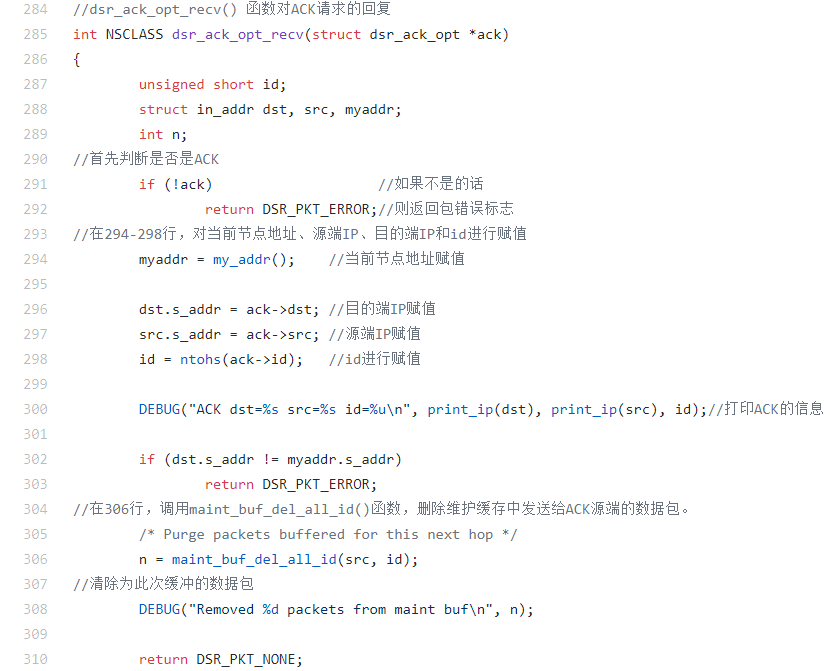 284 //dsr_ack_opt_recv() 函数对ACK请求的回复
285 int NSCLASS dsr_ack_opt_recv(struct dsr_ack_opt *ack)
286 {
287 unsigned short id;
288 struct in_addr dst, src, myaddr;
289 int n;
290 //首先判断是否是ACK
291 if (!ack) //如果不是的话
292 return DSR_PKT_ERROR;//则返回包错误标志
293 //在294-298行，对当前节点地址、源端IP、目的端IP和id进行赋值
294 myaddr = my_addr(); //当前节点地址赋值
295
296 dst.s_addr = ack->dst; //目的端IP赋值
297 src.s_addr = ack->src; //源端IP赋值
298 id = ntohs(ack->id); //id进行赋值
299
300 DEBUG("ACK dst=%s src=%s id=%u\n", print_ip(dst), print_ip(src), id);//打印ACK的信息
301
302 if (dst.s_addr != myaddr.s_addr)
303 return DSR_PKT_ERROR;
304 //在306行，调用maint_buf_del_all_id()函数，删除维护缓存中发送给ACK源端的数据包。
305 /* Purge packets buffered for this next hop */
306 n = maint_buf_del_all_id(src, id);
307 //清除为此次缓冲的数据包
308 DEBUG("Removed %d packets from maint buf\n", n);
309
310 return DSR_PKT_NONE;